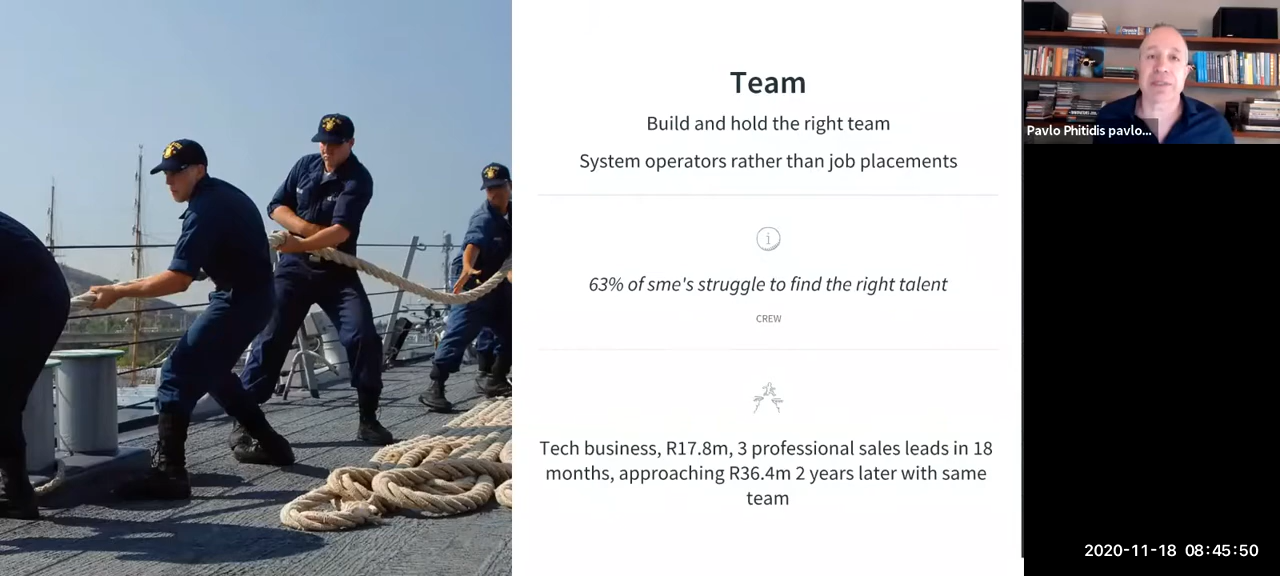 Team
Build and hold the right team
System operators rather than job placements
i
63% of sme's struggle to find the right talent
CREW
Tech business, R17.8m, 3 professional sales leads in 18
months, approaching R36.4m 2 years later with same
team
Pavlo Phitidis pavlo...
2020-11-18 08:45:50